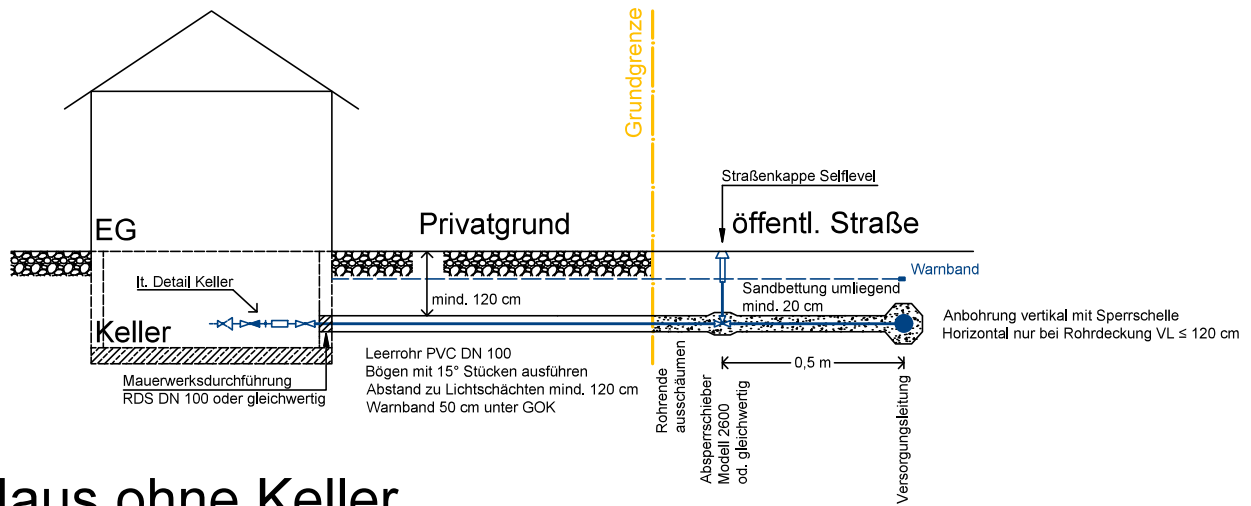 Grundgrenze
Straßenkappe Selflevel
EG
Privatgrund
öffentl. Straße
Warnband
lt. Detail Keller
mind. 120 cm
Sandbettung umliegend
mind. 20 cm
Keller
Anbohrung vertikal mit Sperrschelle
Horizontal nur bei Rohrdeckung VL ≤ 120 cm
0,5 m
Mauerwerksdurchführung
RDS DN 100 oder gleichwertig
Leerrohr PVC DN 100
Bögen mit 15° Stücken ausführen
Abstand zu Lichtschächten mind. 120 cm
Warnband 50 cm unter GOK
Rohrende
ausschäumen
Absperrschieber
Modell 2600
od. gleichwertig
Versorgungsleitung
ohne Keller